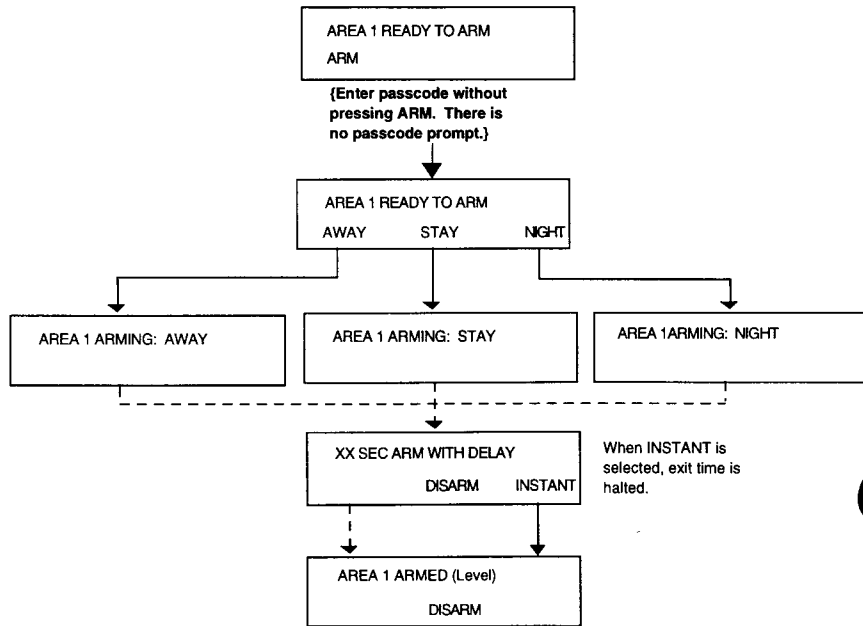 AREA 1 READY TO ARM
ARM
{Enter passcode without
pressing ARM. There is
no passcode prompt.}
AREA 1 READY TO ARM
AWAY STAY NIGHT
AREA 1 ARMING: AWAY
AREA 1 ARMING: STAY
AREA 1ARMING: NIGHT
XX SEC ARM WITH DELAY
DISARM INSTANT
When INSTANT is
selected, exit time is
halted.
AREA 1 ARMED (Level)
DISARM